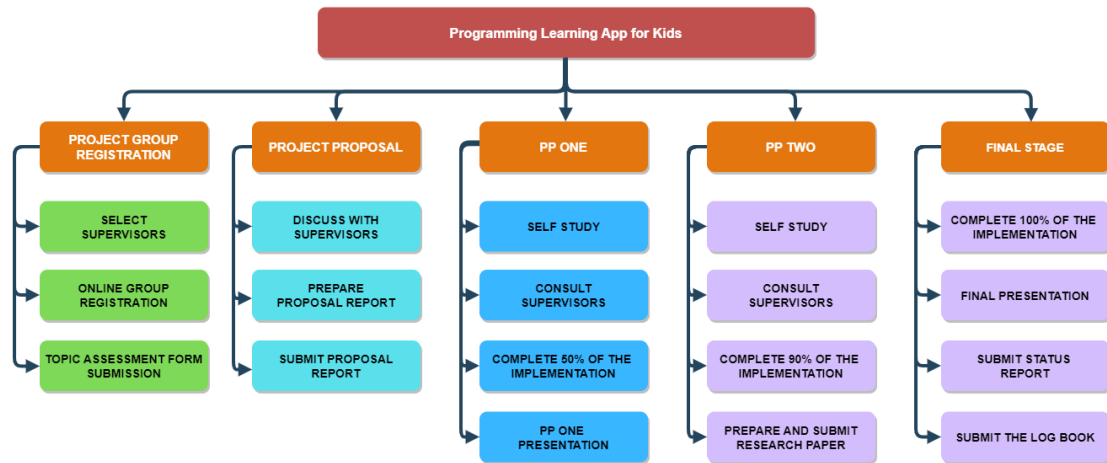 Programming Learning App for Kids
PROJECT GROUP
REGISTRATION
PROJECT PROPOSAL
PP ONE
PP TWO
FINAL STAGE
SELECT
SUPERVISORS
DISCUSS WITH
SUPERVISORS
SELF STUDY
SELF STUDY
COMPLETE 100% OF THE
IMPLEMENTATION
ONLINE GROUP
REGISTRATION
PREPARE
PROPOSAL REPORT
CONSULT
SUPERVISORS
CONSULT
SUPERVISORS
FINAL PRESENTATION
TOPIC ASSESSMENT FORM
SUBMISSION
SUBMIT PROPOSAL
REPORT
COMPLETE 50% OF THE
IMPLEMENTATION
COMPLETE 90% OF THE
IMPLEMENTATION
SUBMIT STATUS
REPORT
PP ONE
PRESENTATION
PREPARE AND SUBMIT
RESEARCH PAPER
SUBMIT THE LOG BOOK